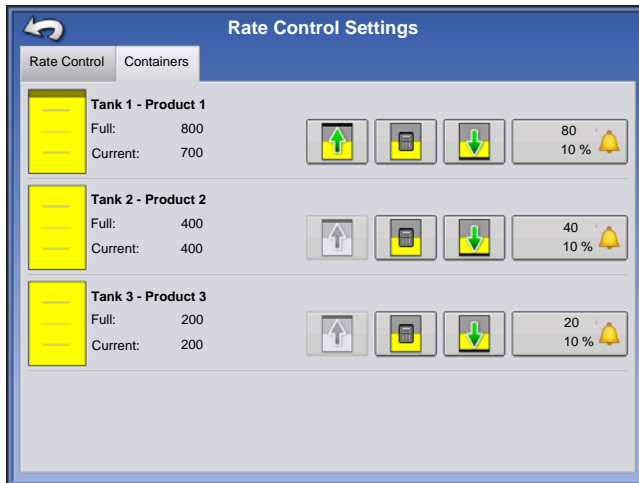 Rate Control Settings
Rate Control Containers
Tank 1 - Product 1
Full: 800
Current: 700
80
10 %
Tank 2 - Product 2
Full: 400
Current: 400
40
10 %
Tank 3 - Product 3
Full: 200
Current: 200
20
10 %